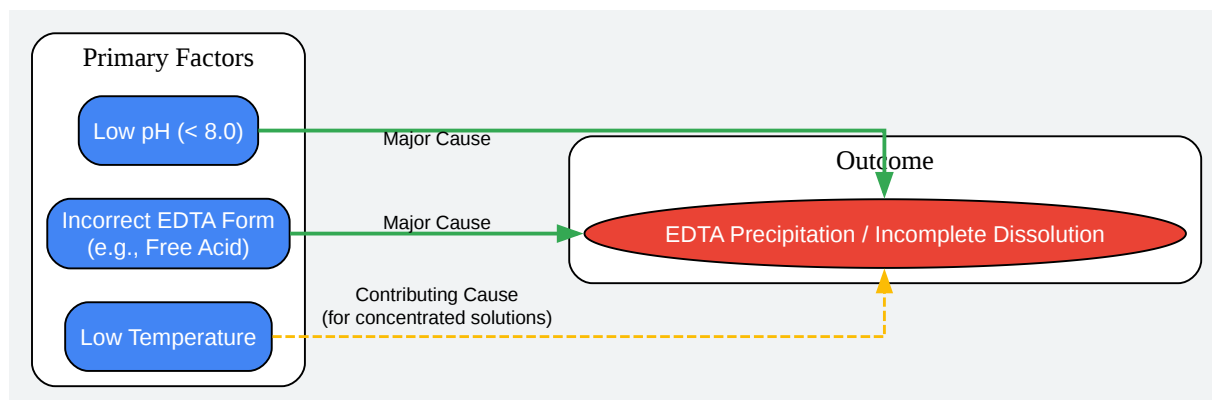 Primary Factors
Low pH (< 8.0)
Major Cause
Outcome
Incorrect EDTA Form
(e.g., Free Acid)
Major Cause
EDTA Precipitation / Incomplete Dissolution
Contributing Cause
(for concentrated solutions)
Low Temperature